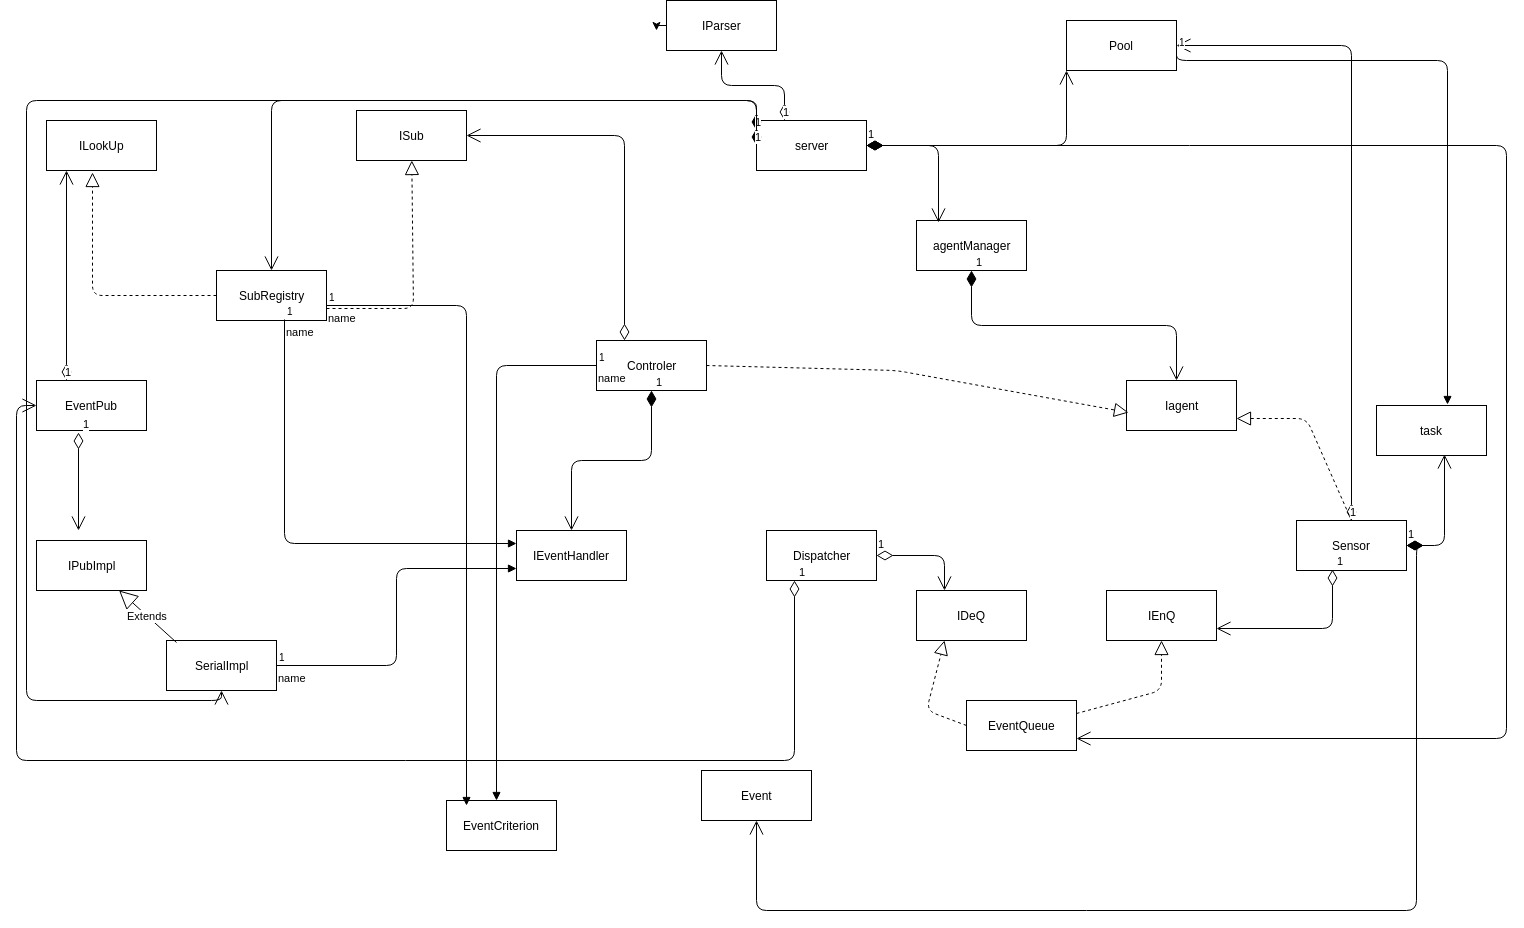 IParser
Pool
1
1
1
1
ILookUp
ISub
server
1
agentManager
1
SubRegistry
1
1
name
name
Controler
1
name
1
1
EventPub
1
Iagent
task
1
Sensor
1
1
IPubImpl
IEventHandler
Dispatcher
1
1
IDeQ
IEnQ
Extends
SerialImpl
1
name
EventQueue
Event
EventCriterion